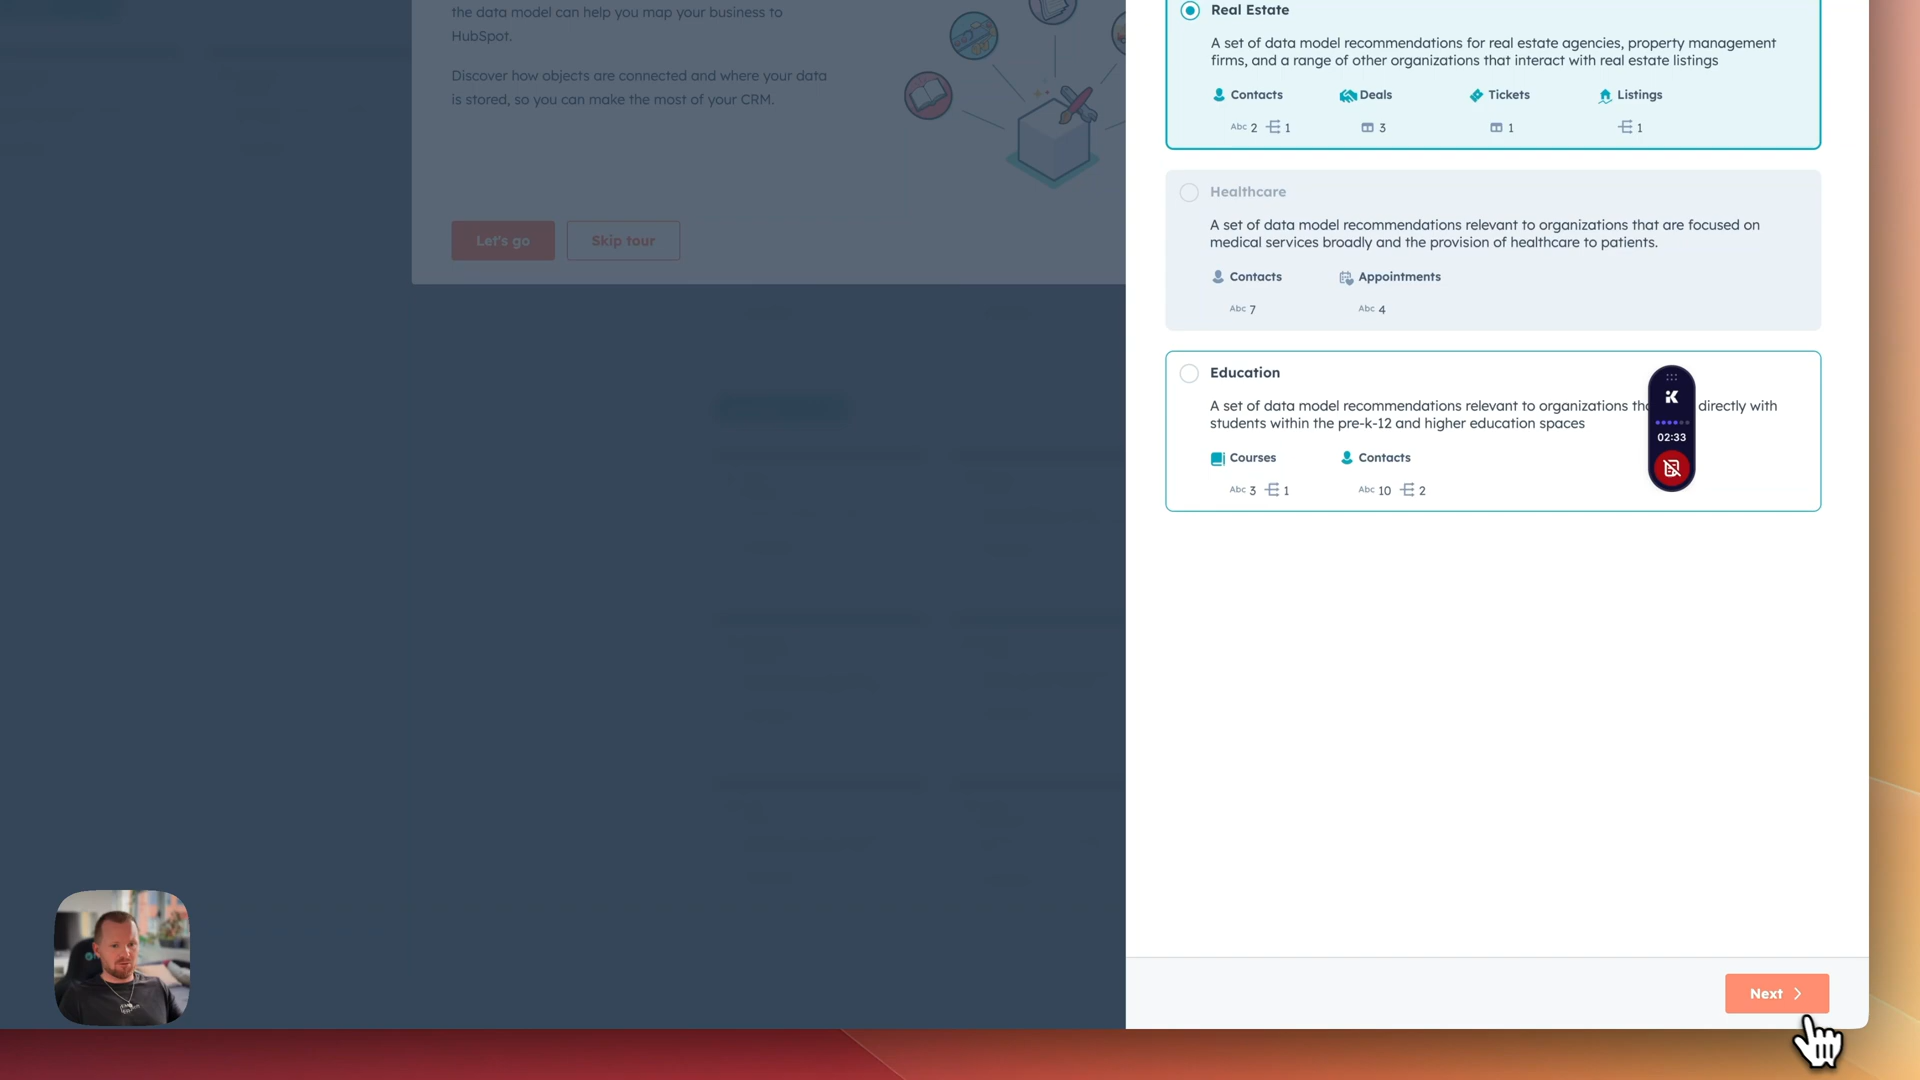 the data model can help you map your business to
HubSpot.
Discover how objects are connected and where your data
is stored, so you can make the most of your CRM.
Let's go
Skip tour
Real Estate
A set of data model recommendations for real estate agencies, property management
firms, and a range of other organizations that interact with real estate listings
Contacts
Deals
Tickets
Listings
Abc 2 1
3
1
1
Healthcare
A set of data model recommendations relevant to organizations that are focused on
medical services broadly and the provision of healthcare to patients.
Contacts
Appointments
Abc 7
Abc 4
Education
A set of data model recommendations relevant to organizations directly with
students within the pre-k-12 and higher education spaces
Courses
Contacts
Abc 3 1
Abc 10 2
02:33
Next